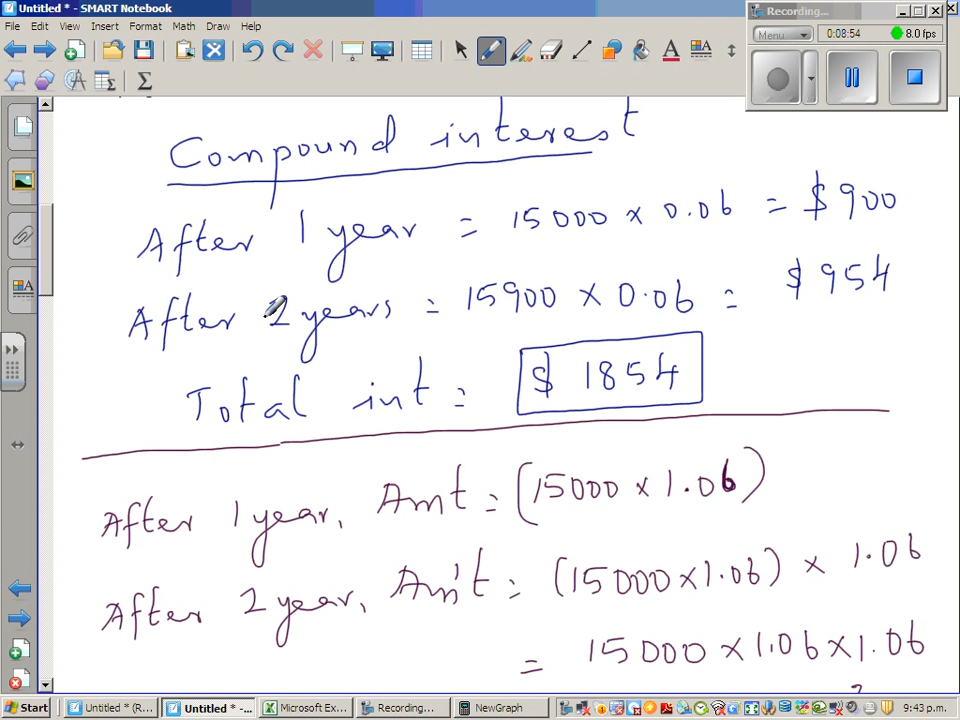 Untitled * - SMART Notebook
File Edit View Insert Format Math Draw Help
Recording...
Menu 0:08:54 8.0 fps
Compound interest
After 1 year = 15000 x 0.06 = $900
After 2 years = 15900 x 0.06 = $954
Total int = $1854
After 1 year, Amt = (15000 x 1.06)
After 2 year, Amt = (15000 x 1.06) x 1.06
= 15000 x 1.06 x 1.06
Start Untitled * (R... Untitled * -... Microsoft Ex... Recording... NewGraph 9:43 p.m.